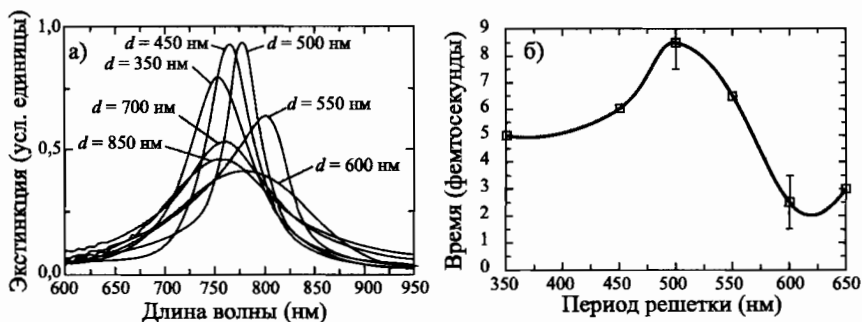 а)
d = 450 нм
d = 500 нм
d = 350 нм
d = 700 нм
d = 550 нм
d = 850 нм
d = 600 нм
Экстинкция (усл. единицы)
1,0
0,5
0,0
600 650 700 750 800 850 900 950
Длина волны (нм)
б)
Время (фемтосекунды)
9
8
7
6
5
4
3
2
1
0
350 400 450 500 550 600 650
Период решетки (нм)